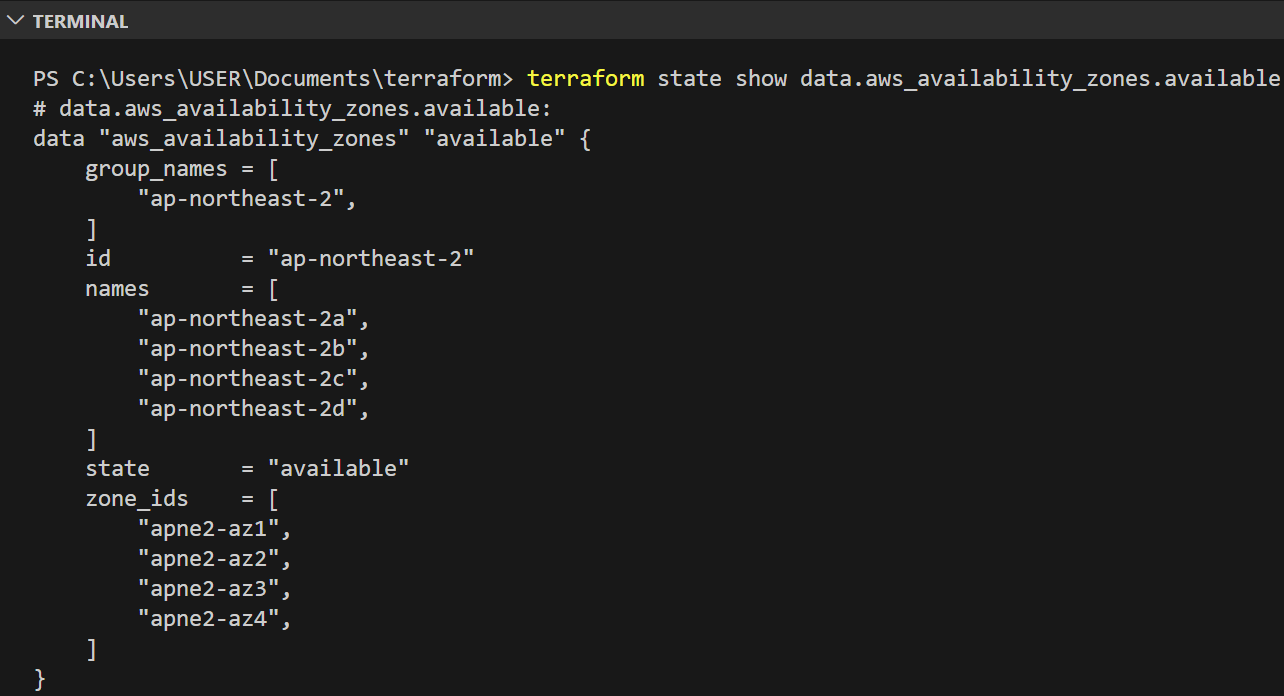 TERMINAL
PS C:\Users\USER\Documents\terraform> terraform state show data.aws_availability_zones.available
# data.aws_availability_zones.available:
data "aws_availability_zones" "available" {
    group_names = [
        "ap-northeast-2",
    ]
    id          = "ap-northeast-2"
    names       = [
        "ap-northeast-2a",
        "ap-northeast-2b",
        "ap-northeast-2c",
        "ap-northeast-2d",
    ]
    state       = "available"
    zone_ids    = [
        "apne2-az1",
        "apne2-az2",
        "apne2-az3",
        "apne2-az4",
    ]
}